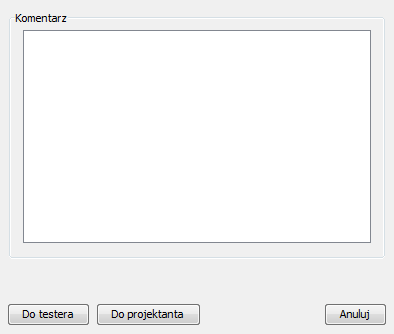 Komentarz
Do testera
Do projektanta
Anuluj